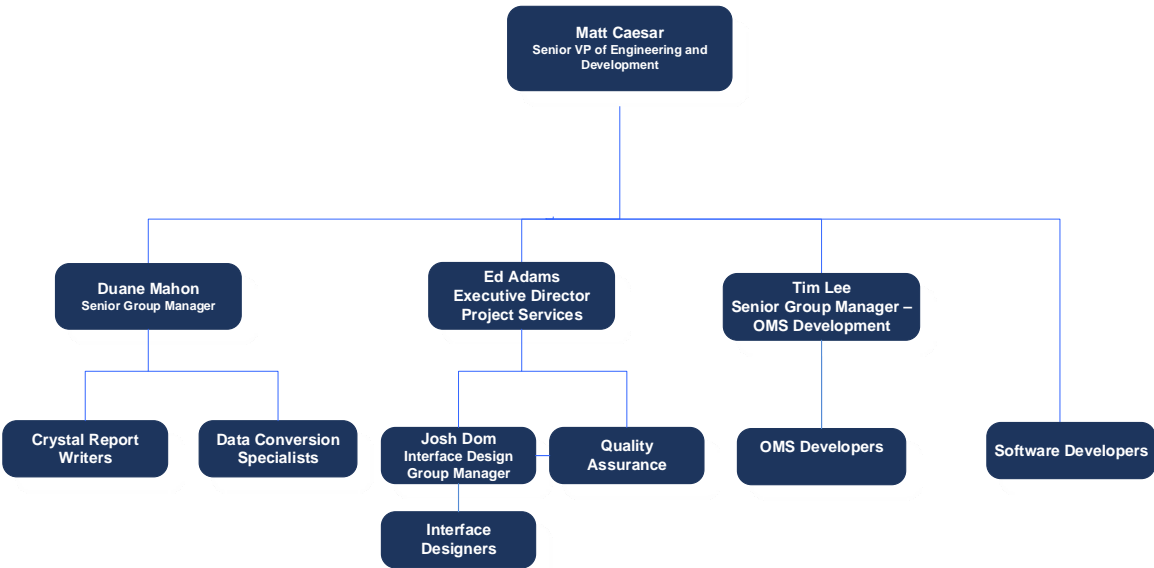 Matt Caesar
Senior VP of Engineering and
Development
Duane Mahon
Senior Group Manager
Ed Adams
Executive Director
Project Services
Tim Lee
Senior Group Manager –
OMS Development
Crystal Report
Writers
Data Conversion
Specialists
Josh Dom
Interface Design
Group Manager
Quality
Assurance
OMS Developers
Software Developers
Interface
Designers